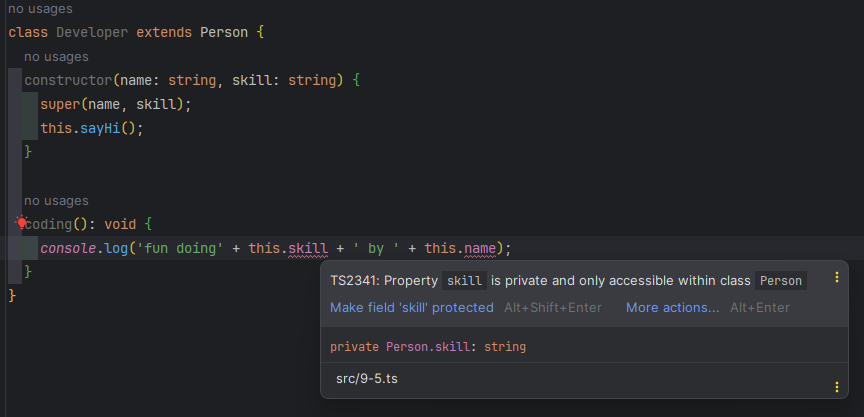 no usages
class Developer extends Person {
no usages
constructor(name: string, skill: string) {
super(name, skill);
this.sayHi();
}
no usages
coding(): void {
console.log('fun doing' + this.skill + ' by ' + this.name);
}
}
TS2341: Property skill is private and only accessible within class Person
Make field 'skill' protected Alt+Shift+Enter More actions... Alt+Enter
private Person.skill: string
src/9-5.ts